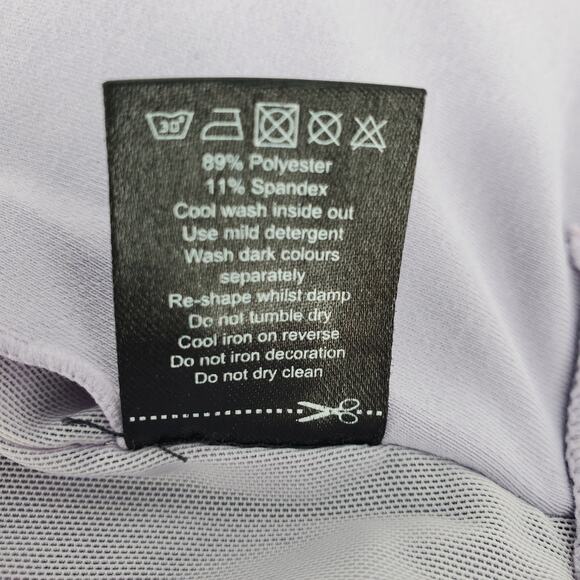 30°
89% Polyester
11% Spandex
Cool wash inside out
Use mild detergent
Wash dark colours
separately
Re-shape whilst damp
Do not tumble dry
Cool iron on reverse
Do not iron decoration
Do not dry clean